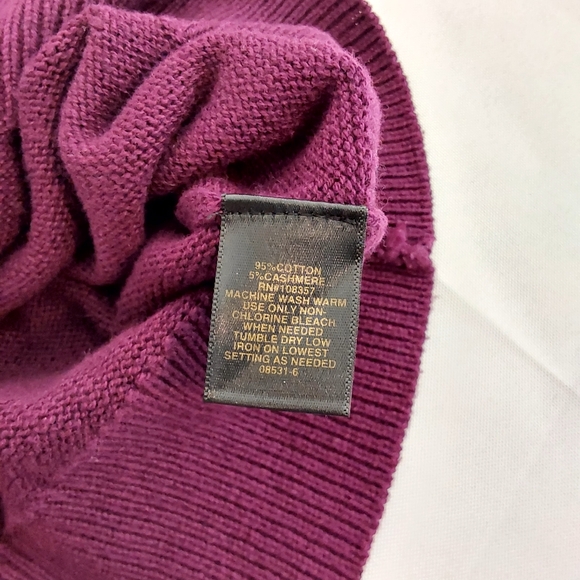 95%COTTON
5%CASHMERE
RN#108357
MACHINE WASH WARM
USE ONLY NON-
CHLORINE BLEACH
WHEN NEEDED
TUMBLE DRY LOW
IRON ON LOWEST
SETTING AS NEEDED
08531-6